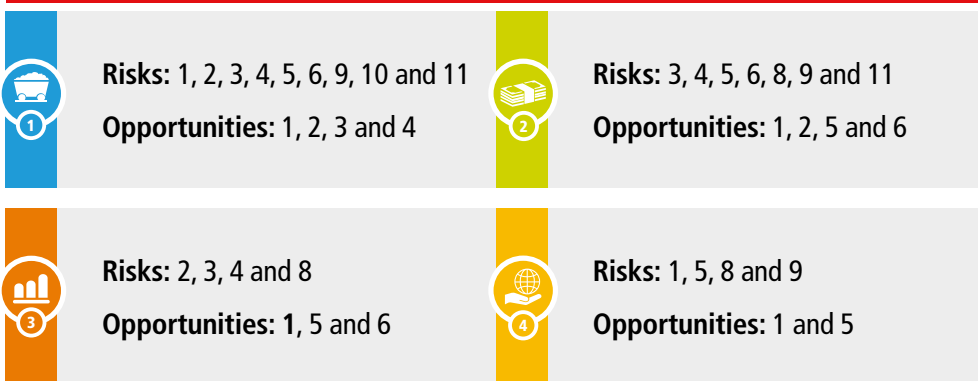 Risks: 1, 2, 3, 4, 5, 6, 9, 10 and 11
Opportunities: 1, 2, 3 and 4
1
Risks: 3, 4, 5, 6, 8, 9 and 11
Opportunities: 1, 2, 5 and 6
2
Risks: 2, 3, 4 and 8
Opportunities: 1, 5 and 6
3
Risks: 1, 5, 8 and 9
Opportunities: 1 and 5
4